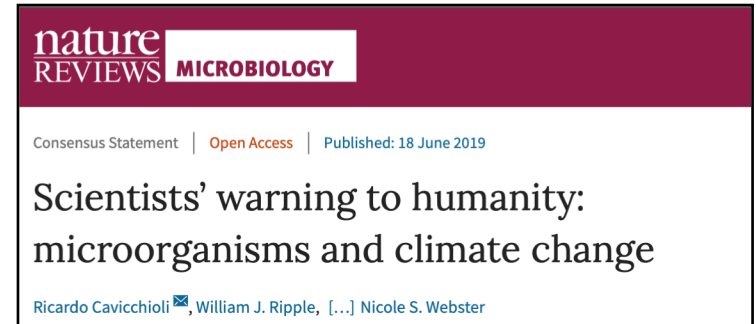 nature
REVIEWS MICROBIOLOGY
Consensus Statement | Open Access | Published: 18 June 2019
Scientists’ warning to humanity:
microorganisms and climate change
Ricardo Cavicchioli, William J. Ripple, […] Nicole S. Webster